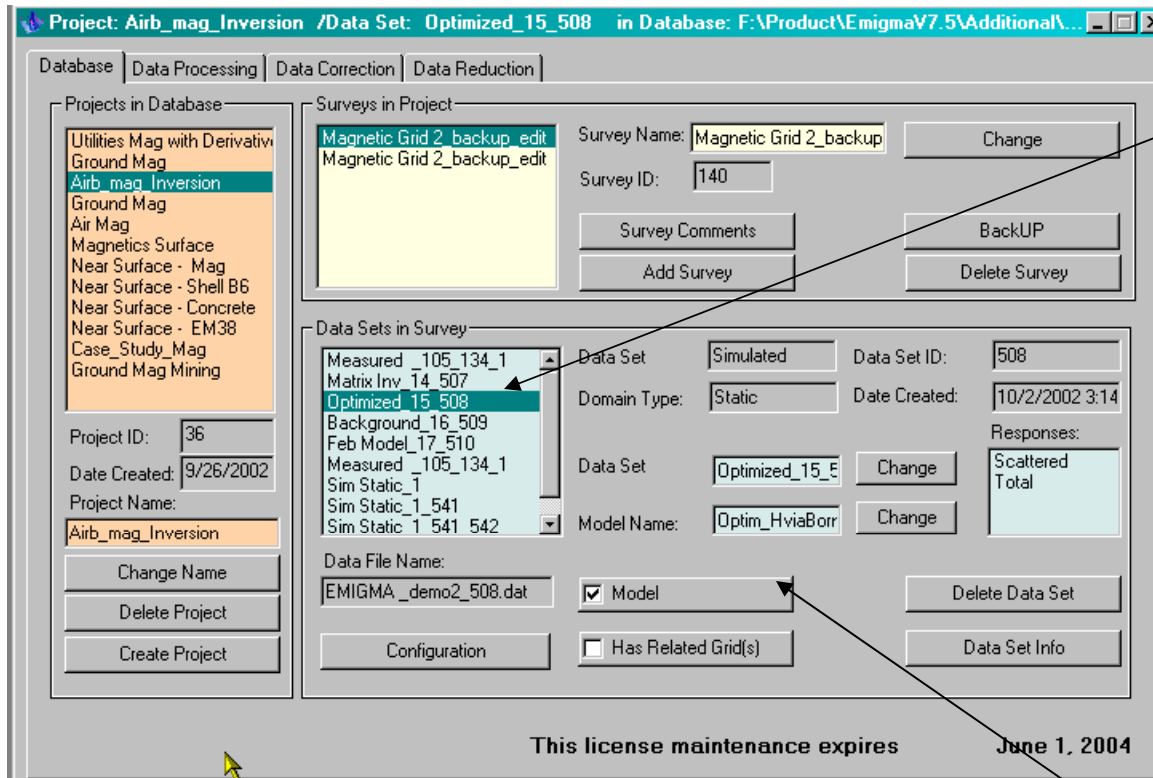 Project: Airb_mag_Inversion /Data Set: Optimized_15_508 in Database: F:\Product\EmigmaV7.5\Additional\...
Database
Data Processing
Data Correction
Data Reduction
Projects in Database
Utilities Mag with Derivativ
Ground Mag
Airb_mag_Inversion
Ground Mag
Air Mag
Magnetics Surface
Near Surface - Mag
Near Surface - Shell B6
Near Surface - Concrete
Near Surface - EM38
Case_Study_Mag
Ground Mag Mining
Project ID: 36
Date Created: 9/26/2002
Project Name:
Airb_mag_Inversion
Change Name
Delete Project
Create Project
Surveys in Project
Magnetic Grid 2_backup_edit
Magnetic Grid 2_backup_edit
Survey Name: Magnetic Grid 2_backup
Change
Survey ID: 140
Survey Comments
BackUP
Add Survey
Delete Survey
Data Sets in Survey
Measured _105_134_1
Matrix Inv_14_507
Optimized_15_508
Background_16_509
Feb Model_17_510
Measured _105_134_1
Sim Static_1
Sim Static_1_541
Sim Static_1_541_542
Data Set Simulated
Data Set ID: 508
Domain Type: Static
Date Created: 10/2/2002 3:14
Responses:
Scattered
Total
Data Set Optimized_15_5
Change
Model Name: Optim_HviaBorr
Change
Data File Name:
EMIGMA _demo2_508.dat
Model
Delete Data Set
Configuration
Has Related Grid(s)
Data Set Info
This license maintenance expires June 1, 2004